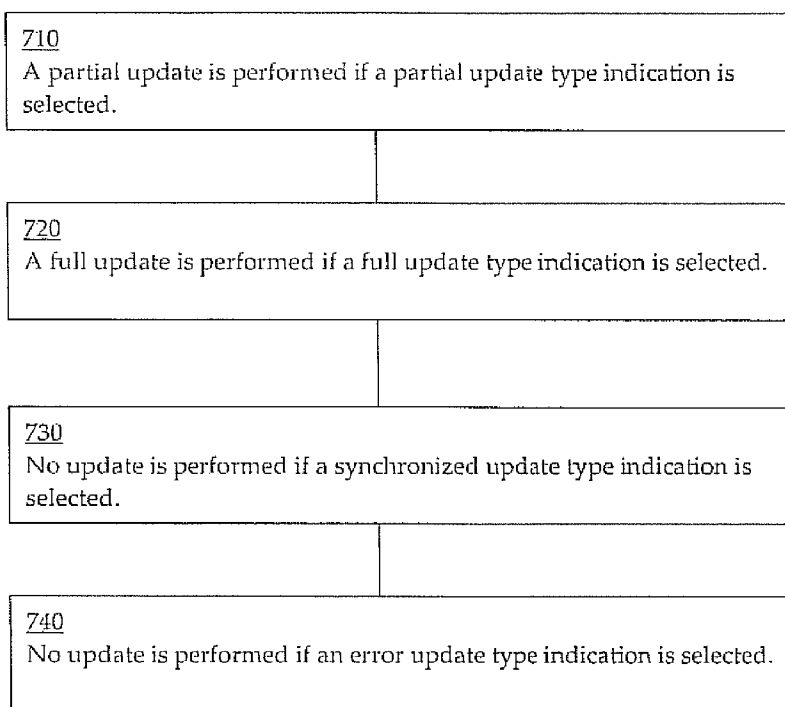 710
A partial update is performed if a partial update type indication is
selected.
720
A full update is performed if a full update type indication is selected.
730
No update is performed if a synchronized update type indication is
selected.
740
No update is performed if an error update type indication is selected.